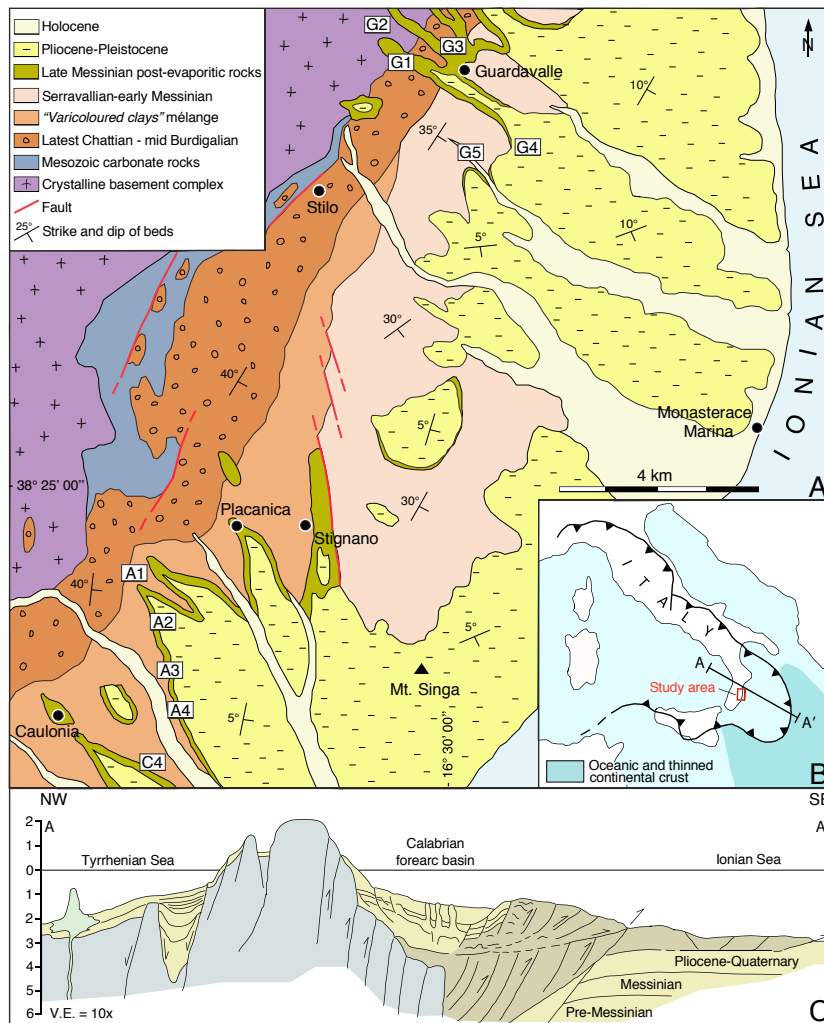 Holocene
Pliocene-Pleistocene
Late Messinian post-evaporitic rocks
Serravallian-early Messinian
"Varicoloured clays" mélange
Latest Chattian - mid Burdigalian
Mesozoic carbonate rocks
Crystalline basement complex
Fault
25°
Strike and dip of beds
G2
G3
G1
Guardavalle
N
10°
35°
G5
G4
Stilo
10°
5°
IONIAN SEA
30°
40°
Monasterace
Marina
5°
4 km
A
38° 25' 00''
30°
Placanica
Stignano
A1
40°
A2
5°
A3
Mt. Singa
A4
5°
Caulonia
C4
16° 30' 00''
ITALY
A
Study area
A'
Oceanic and thinned
continental crust
B
NW
SE
2
A
A
1
Tyrrhenian Sea
Calabrian
forearc basin
Ionian Sea
0
1
2
3
4
5
6
Pliocene-Quaternary
Messinian
Pre-Messinian
V.E. = 10x
C